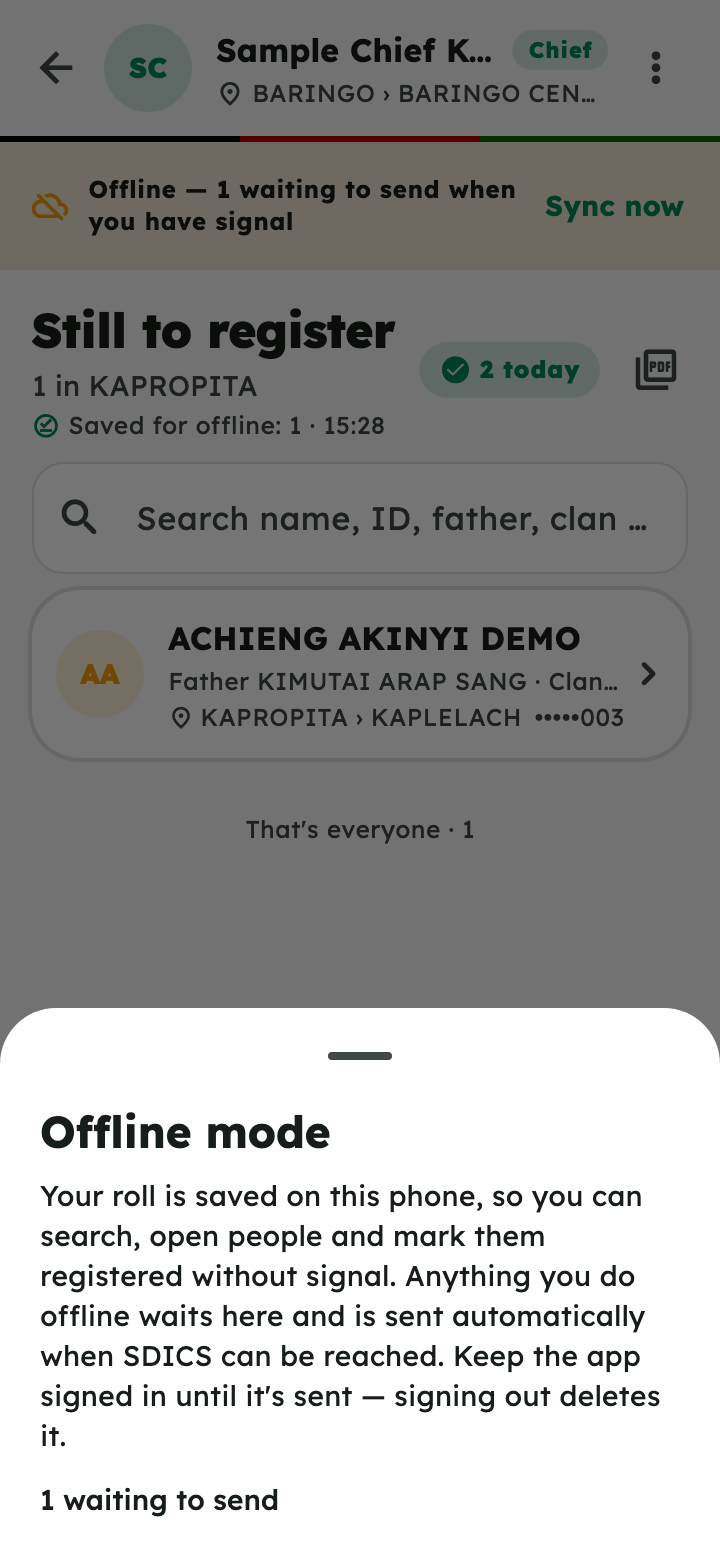 SC
Sample Chief K...
Chief
BARINGO › BARINGO CEN...
Offline — 1 waiting to send when
you have signal
Sync now
Still to register
1 in KAPROPITA
Saved for offline: 1 · 15:28
2 today
PDF
Search name, ID, father, clan ...
AA
ACHIENG AKINYI DEMO
Father KIMUTAI ARAP SANG · Clan...
KAPROPITA › KAPLELACH •••••003
That's everyone · 1
Offline mode
Your roll is saved on this phone, so you can
search, open people and mark them
registered without signal. Anything you do
offline waits here and is sent automatically
when SDICS can be reached. Keep the app
signed in until it's sent — signing out deletes
it.
1 waiting to send